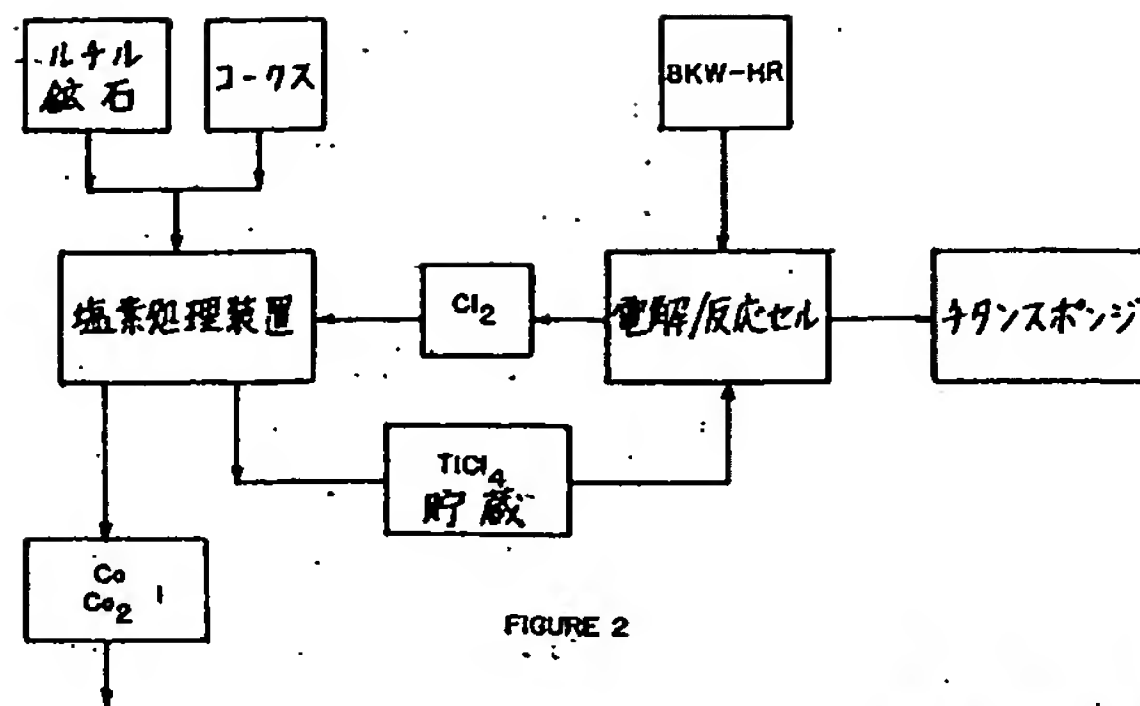 ルチル
鉱石
コークス
8KW-HR
塩素処理装置
Cl₂
電解/反応セル
チタンスポンジ
TiCl₄
貯蔵
Co
Co₂
FIGURE 2